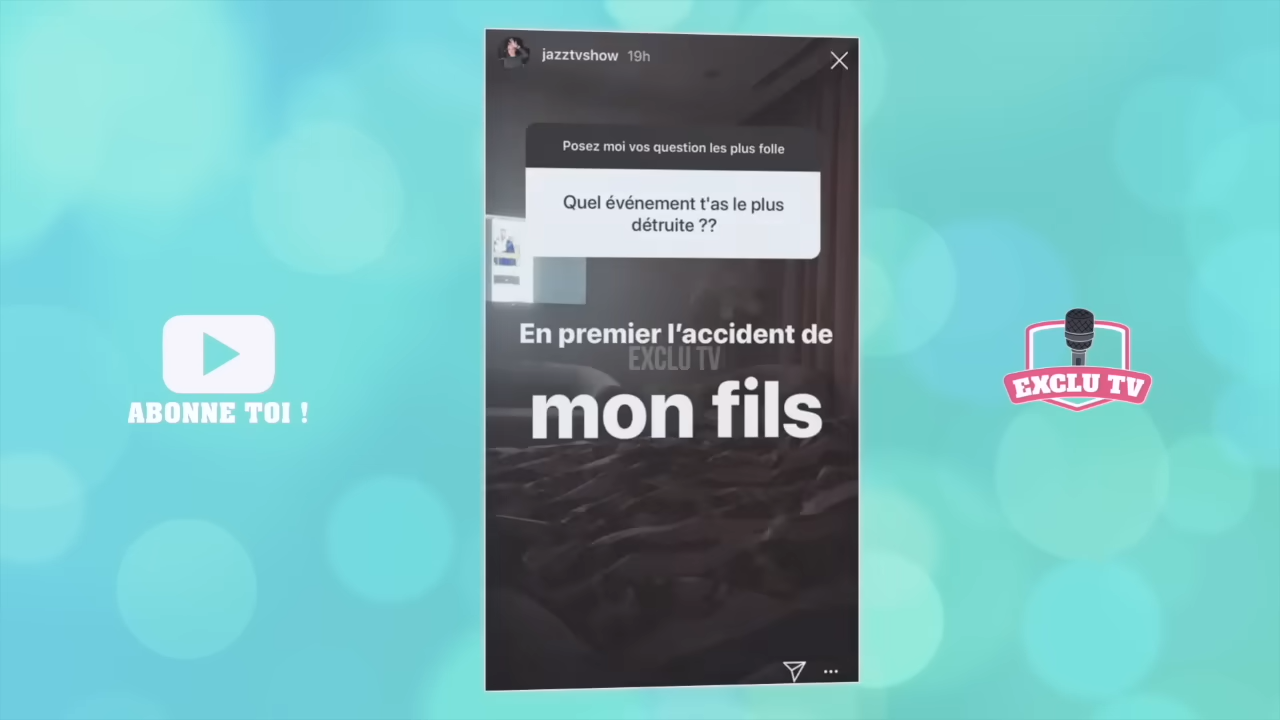 jazztvshow 19h
Posez moi vos question les plus folle
Quel événement t'as le plus
détruite ??
En premier l’accident de
EXCLU TV
mon fils
ABONNE TOI !
EXCLU TV